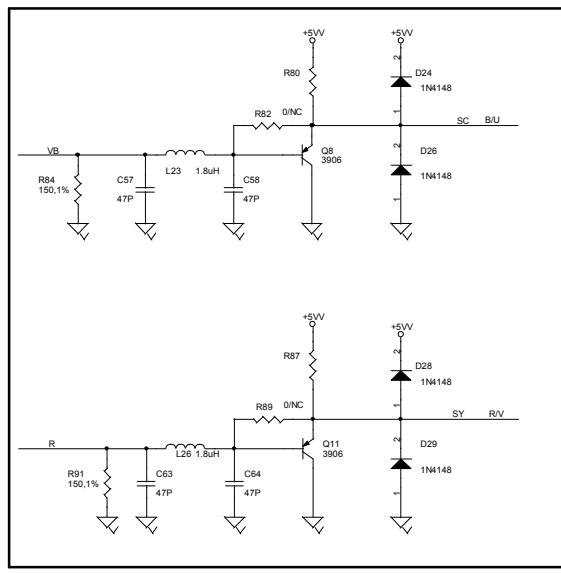 +5VV +5VV
R80
2
D24
1N4148
1
R82 0/NC
SC B/U
VB
Q8
3906
2
D26
1N4148
1
R84
150,1%
C57
47P
L23 1.8uH
C58
47P
+5VV +5VV
R87
2
D28
1N4148
1
R89 0/NC
SY R/V
R
Q11
3906
2
D29
1N4148
1
R91
150,1%
C63
47P
L26 1.8uH
C64
47P